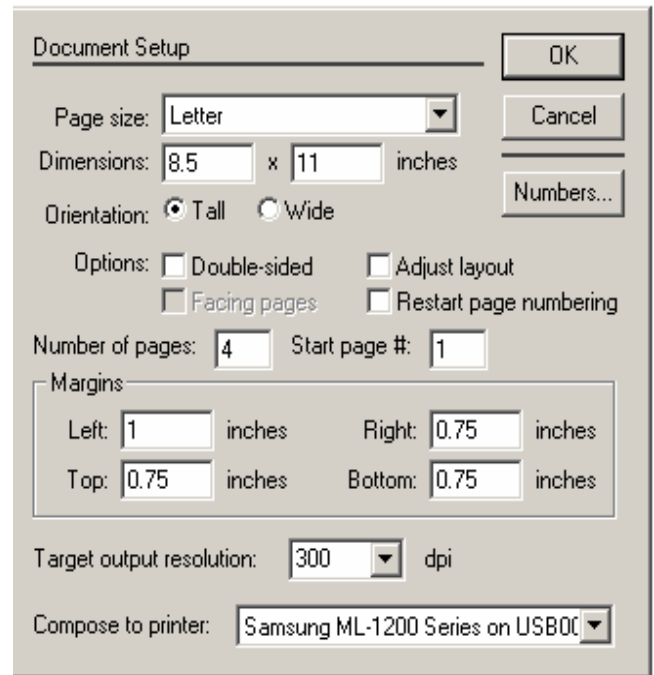 Document Setup OK
Page size: Letter Cancel
Dimensions: 8.5 x 11 inches
Orientation: Tall Wide Numbers...
Options: Double-sided Adjust layout
Facing pages Restart page numbering
Number of pages: 4 Start page #: 1
Margins
Left: 1 inches Right: 0.75 inches
Top: 0.75 inches Bottom: 0.75 inches
Target output resolution: 300 dpi
Compose to printer: Samsung ML-1200 Series on USB00